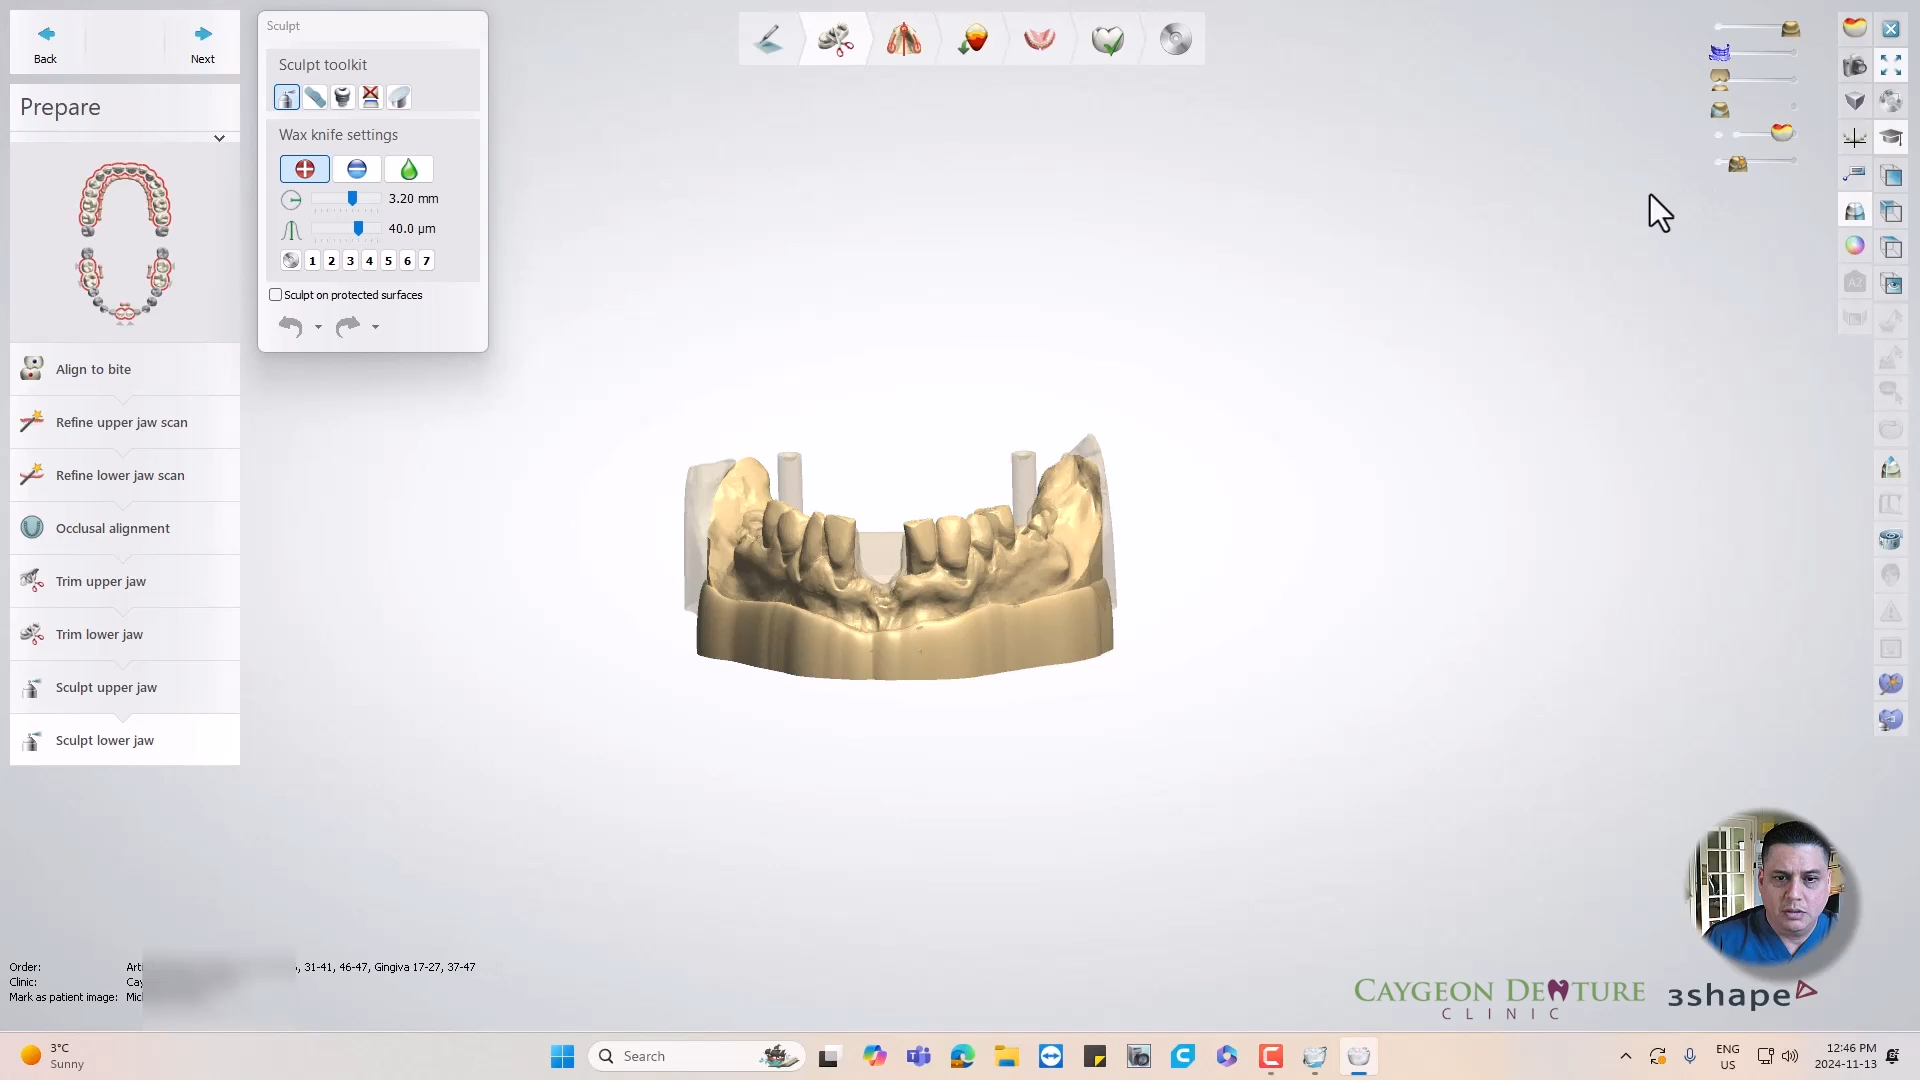 Back
Next
Prepare
Align to bite
Refine upper jaw scan
Refine lower jaw scan
Occlusal alignment
Trim upper jaw
Trim lower jaw
Sculpt upper jaw
Sculpt lower jaw
Sculpt
Sculpt toolkit
Wax knife settings
3.20 mm
40.0 µm
1 2 3 4 5 6 7
Sculpt on protected surfaces
A2
Order: Arti , 31-41, 46-47, Gingiva 17-27, 37-47
Clinic: Cay
Mark as patient image: Mic
CAYGEON DENTURE
CLINIC
3shape
3°C
Sunny
Search
ENG
US
12:46 PM
2024-11-13